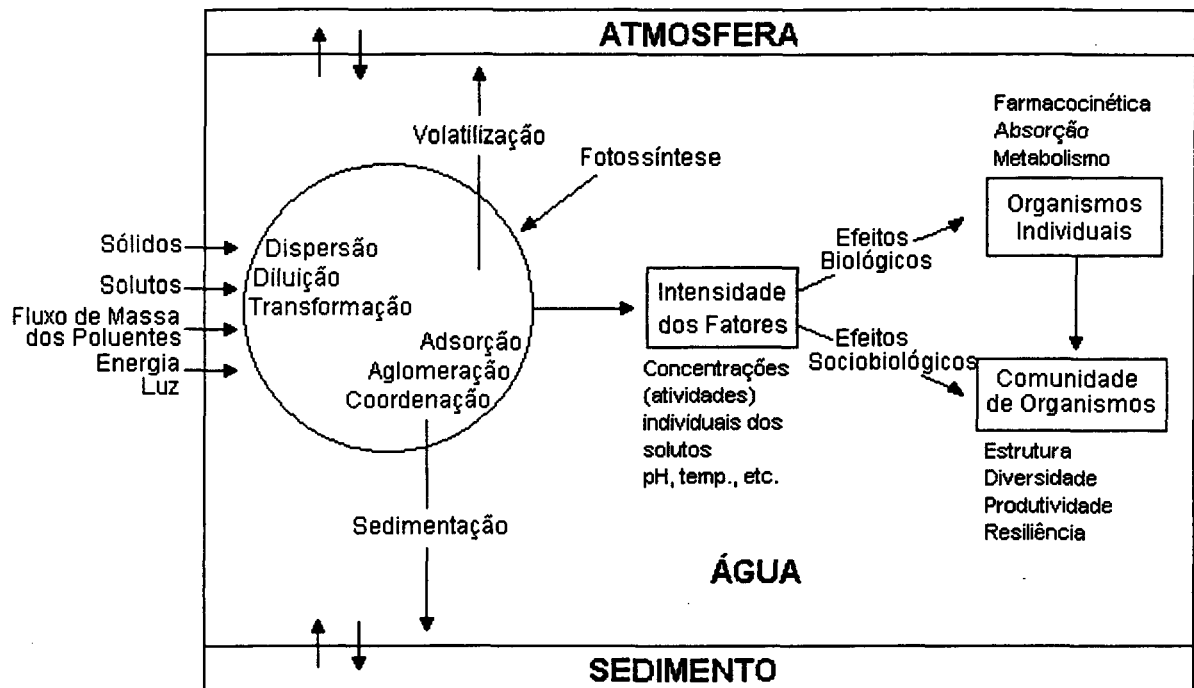 ATMOSFERA
Volatilização
Fotossíntese
Sólidos
Solutos
Fluxo de Massa
dos Poluentes
Energia
Luz
Dispersão
Diluição
Transformação
Adsorção
Aglomeração
Coordenação
Sedimentação
Intensidade
dos Fatores
Concentrações
(atividades)
individuais dos
solutos
pH, temp., etc.
Efeitos
Biológicos
Efeitos
Sociobiológicos
Farmacocinética
Absorção
Metabolismo
Organismos
Individuais
Comunidade
de Organismos
Estrutura
Diversidade
Produtividade
Resiliência
ÁGUA
SEDIMENTO